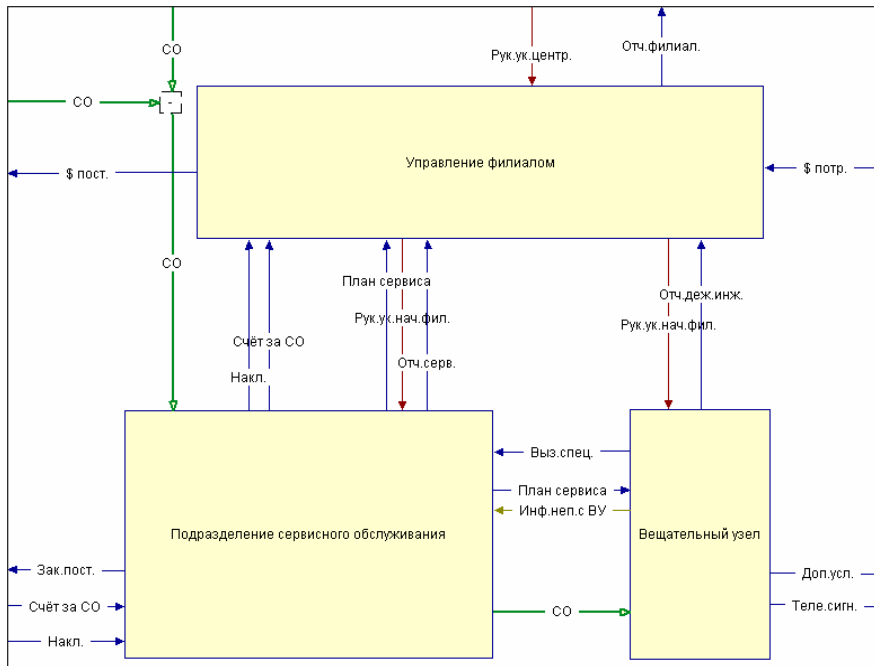 СО
Рук.ук.центр.
Отч.филиал.
СО
-
Управление филиалом
$ пост.
$ потр.
СО
План сервиса
Отч.деж.инж.
Рук.ук.нач.фил.
Рук.ук.нач.фил.
Счёт за СО
Отч.серв.
Накл.
Выз.спец.
План сервиса
Инф.неп.с ВУ
Подразделение сервисного обслуживания
Вещательный узел
Зак.пост.
Доп.усл.
Счёт за СО
СО
Теле.сигн.
Накл.